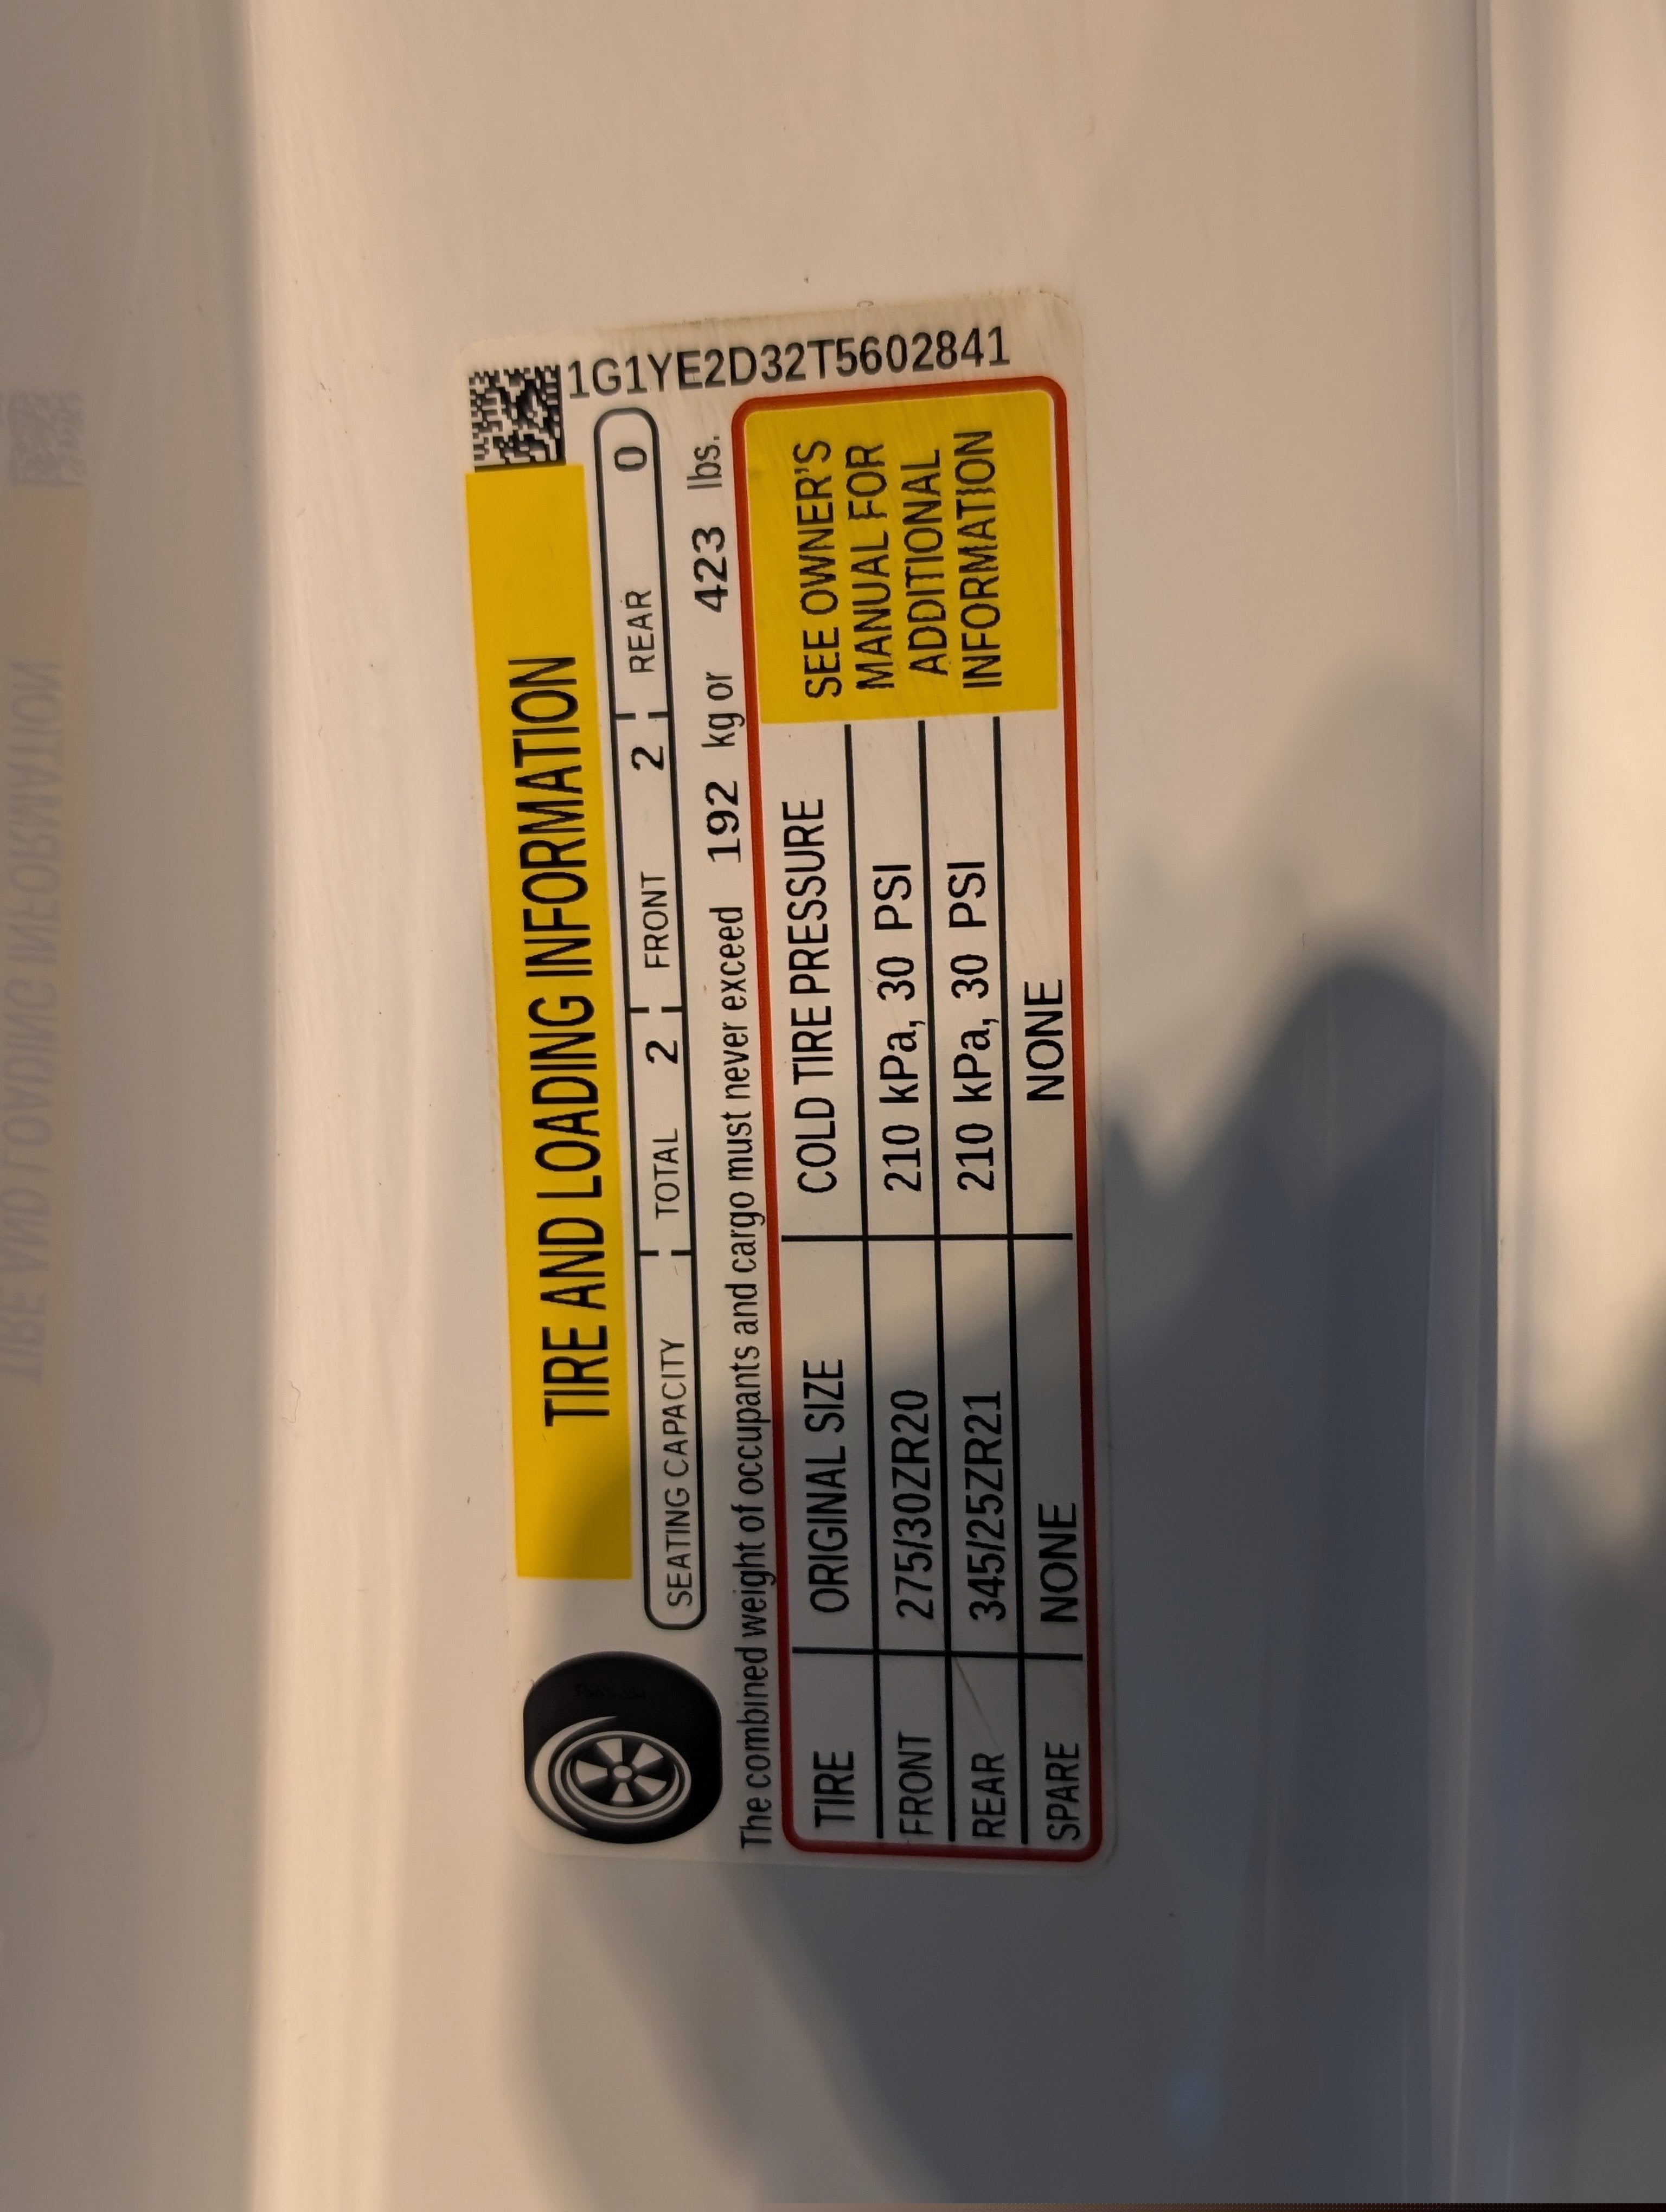 TIRE AND LOADING INFORMATION
SEATING CAPACITY TOTAL 2 FRONT 2 REAR 0
The combined weight of occupants and cargo must never exceed 192 kg or 423 lbs.
TIRE ORIGINAL SIZE COLD TIRE PRESSURE
FRONT 275/30ZR20 210 kPa, 30 PSI
REAR 345/25ZR21 210 kPa, 30 PSI
SPARE NONE NONE
SEE OWNER'S
MANUAL FOR
ADDITIONAL
INFORMATION
1G1YE2D32T5602841